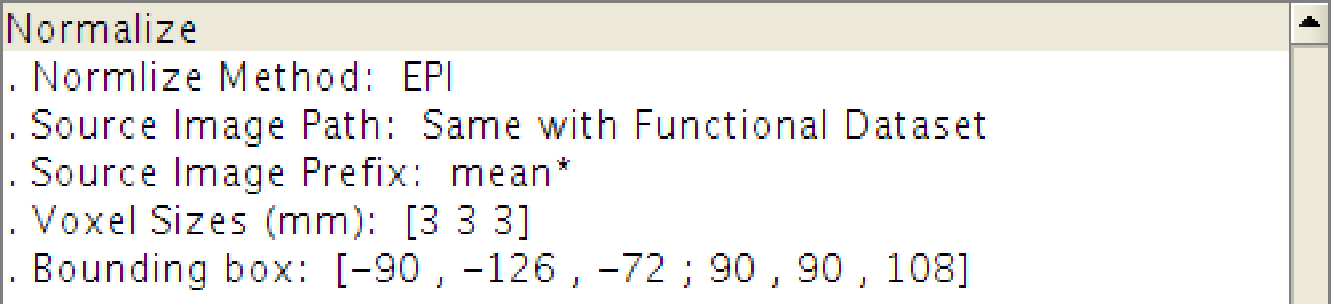 Normalize
. Normlize Method: EPI
. Source Image Path: Same with Functional Dataset
. Source Image Prefix: mean*
. Voxel Sizes (mm): [3 3 3]
. Bounding box: [-90 , -126 , -72 ; 90 , 90 , 108]